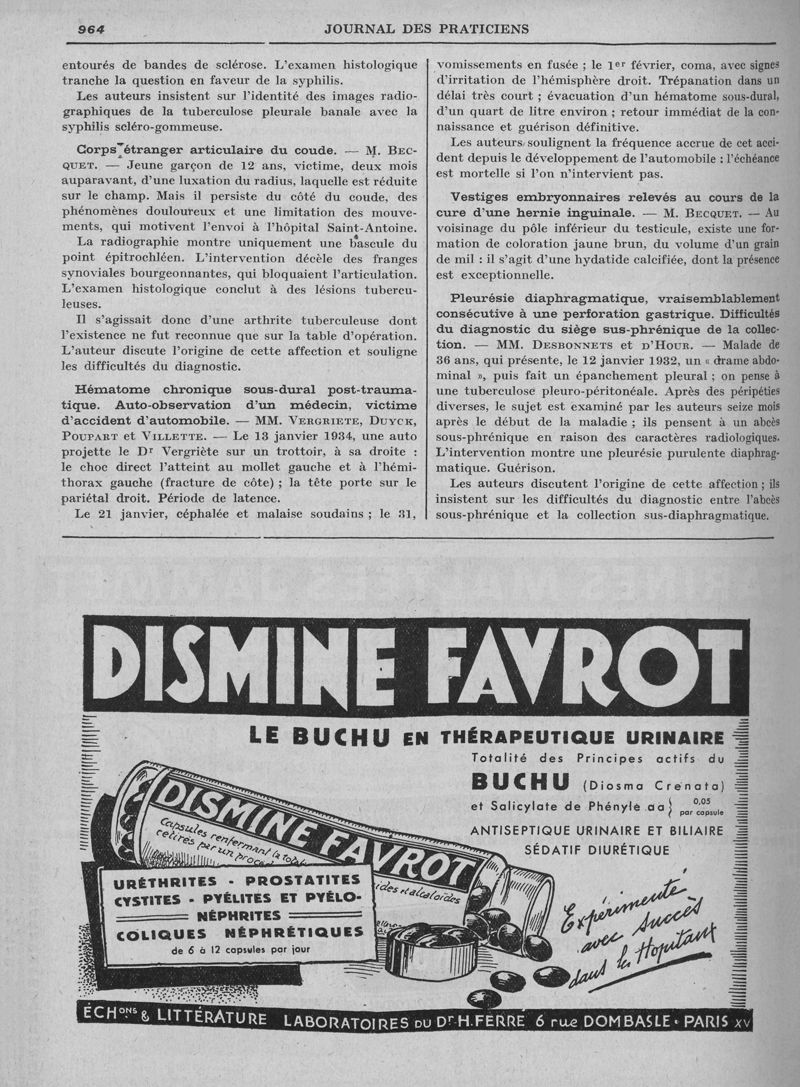 964
JOURNAL DES PRATICIENS
entourés de bandes de sclérose. L'examen histologique
tranche la question en faveur de la syphilis.
Les auteurs insistent sur l'identité des images radio-
graphiques de la tuberculose pleurale banale avec la
syphilis scléro-gommeuse.
Corps étranger articulaire du coude. — M. BEC-
QUET. — Jeune garçon de 12 ans, victime, deux mois
auparavant, d'une luxation du radius, laquelle est réduite
sur le champ. Mais il persiste du côté du coude, des
phénomènes douloureux et une limitation des mouve-
ments, qui motivent l'envoi à l'hôpital Saint-Antoine.
La radiographie montre uniquement une bascule du
point épitrochléen. L'intervention décèle des franges
synoviales bourgeonnantes, qui bloquaient l'articulation.
L'examen histologique conclut à des lésions tubercu-
leuses.
Il s'agissait donc d'une arthrite tuberculeuse dont
l'existence ne fut reconnue que sur la table d'opération.
L'auteur discute l'origine de cette affection et souligne
les difficultés du diagnostic.
Hématome chronique sous-dural post-trauma-
tique. Auto-observation d'un médecin, victime
d'accident d'automobile. — MM. VERGRIETE, DUYCK,
POUPART et VILLETTE. — Le 13 janvier 1934, une auto
projette le Dr Vergriète sur un trottoir, à sa droite :
le choc direct l'atteint au mollet gauche et à l'hémi-
thorax gauche (fracture de côte) ; la tête porte sur le
pariétal droit. Période de latence.
Le 21 janvier, céphalée et malaise soudains ; le 31,
vomissements en fusée ; le 1er février, coma, avec signes
d'irritation de l'hémisphère droit. Trépanation dans un
délai très court ; évacuation d'un hématome sous-dural,
d'un quart de litre environ ; retour immédiat de la con-
naissance et guérison définitive.
Les auteurs soulignent la fréquence accrue de cet acci-
dent depuis le développement de l'automobile : l'échéance
est mortelle si l'on n'intervient pas.
Vestiges embryonnaires relevés au cours de la
cure d'une hernie inguinale. — M. BECQUET. — Au
voisinage du pôle inférieur du testicule, existe une for-
mation de coloration jaune brun, du volume d'un grain
de mil : il s'agit d'une hydatide calcifiée, dont la présence
est exceptionnelle.
Pleurésie diaphragmatique, vraisemblablement
consécutive à une perforation gastrique. Difficultés
du diagnostic du siège sus-phrénique de la collec-
tion. — MM. DESBONNETS et D'HOUR. — Malade de
36 ans, qui présente, le 12 janvier 1932, un « drame abdo-
minal », puis fait un épanchement pleural ; on pense à
une tuberculose pleuro-péritonéale. Après des péripéties
diverses, le sujet est examiné par les auteurs seize mois
après le début de la maladie ; ils pensent à un abcès
sous-phrénique en raison des caractères radiologiques.
L'intervention montre une pleurésie purulente diaphrag-
matique. Guérison.
Les auteurs discutent l'origine de cette affection ; ils
insistent sur les difficultés du diagnostic entre l'abcès
sous-phrénique et la collection sus-diaphragmatique.
DISMINE FAVROT
LE BUCHU EN THÉRAPEUTIQUE URINAIRE
Totalité des Principes actifs du
BUCHU (Diosma Crenata)
et Salicylate de Phényle aa } 0,05 par capsule
ANTISEPTIQUE URINAIRE ET BILIAIRE
SÉDATIF DIURÉTIQUE
DISMINE FAVROT
Capsules renfermant la total
par un procé
URÉTHRITES - PROSTATITES
CYSTITES - PYÉLITES ET PYÉLO-
NÉPHRITES
COLIQUES NÉPHRÉTIQUES
de 6 à 12 capsules par jour
Expérimenté
avec Succès
dans les Hôpitaux
ÉCHons & LITTÉRATURE LABORATOIRES DU Dr H. FERRÉ 6 rue DOMBASLE · PARIS XV